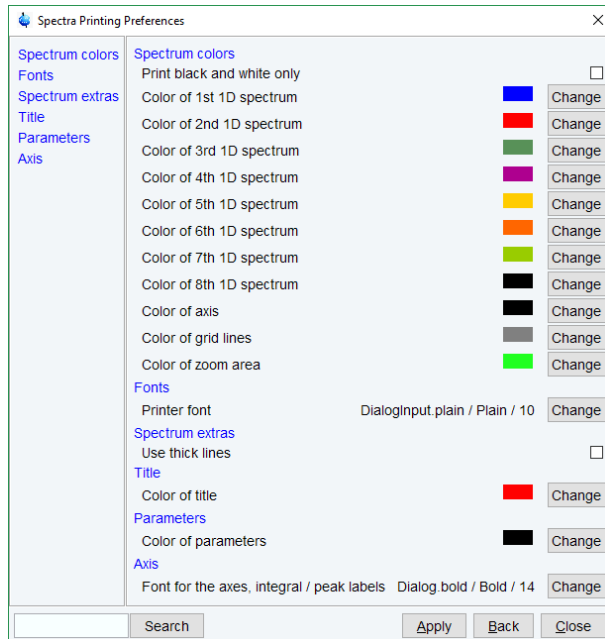 Spectra Printing Preferences
Spectrum colors
Fonts
Spectrum extras
Title
Parameters
Axis
Spectrum colors
Print black and white only
Color of 1st 1D spectrum Change
Color of 2nd 1D spectrum Change
Color of 3rd 1D spectrum Change
Color of 4th 1D spectrum Change
Color of 5th 1D spectrum Change
Color of 6th 1D spectrum Change
Color of 7th 1D spectrum Change
Color of 8th 1D spectrum Change
Color of axis Change
Color of grid lines Change
Color of zoom area Change
Fonts
Printer font DialogInput.plain / Plain / 10 Change
Spectrum extras
Use thick lines
Title
Color of title Change
Parameters
Color of parameters Change
Axis
Font for the axes, integral / peak labels Dialog.bold / Bold / 14 Change
Search Apply Back Close